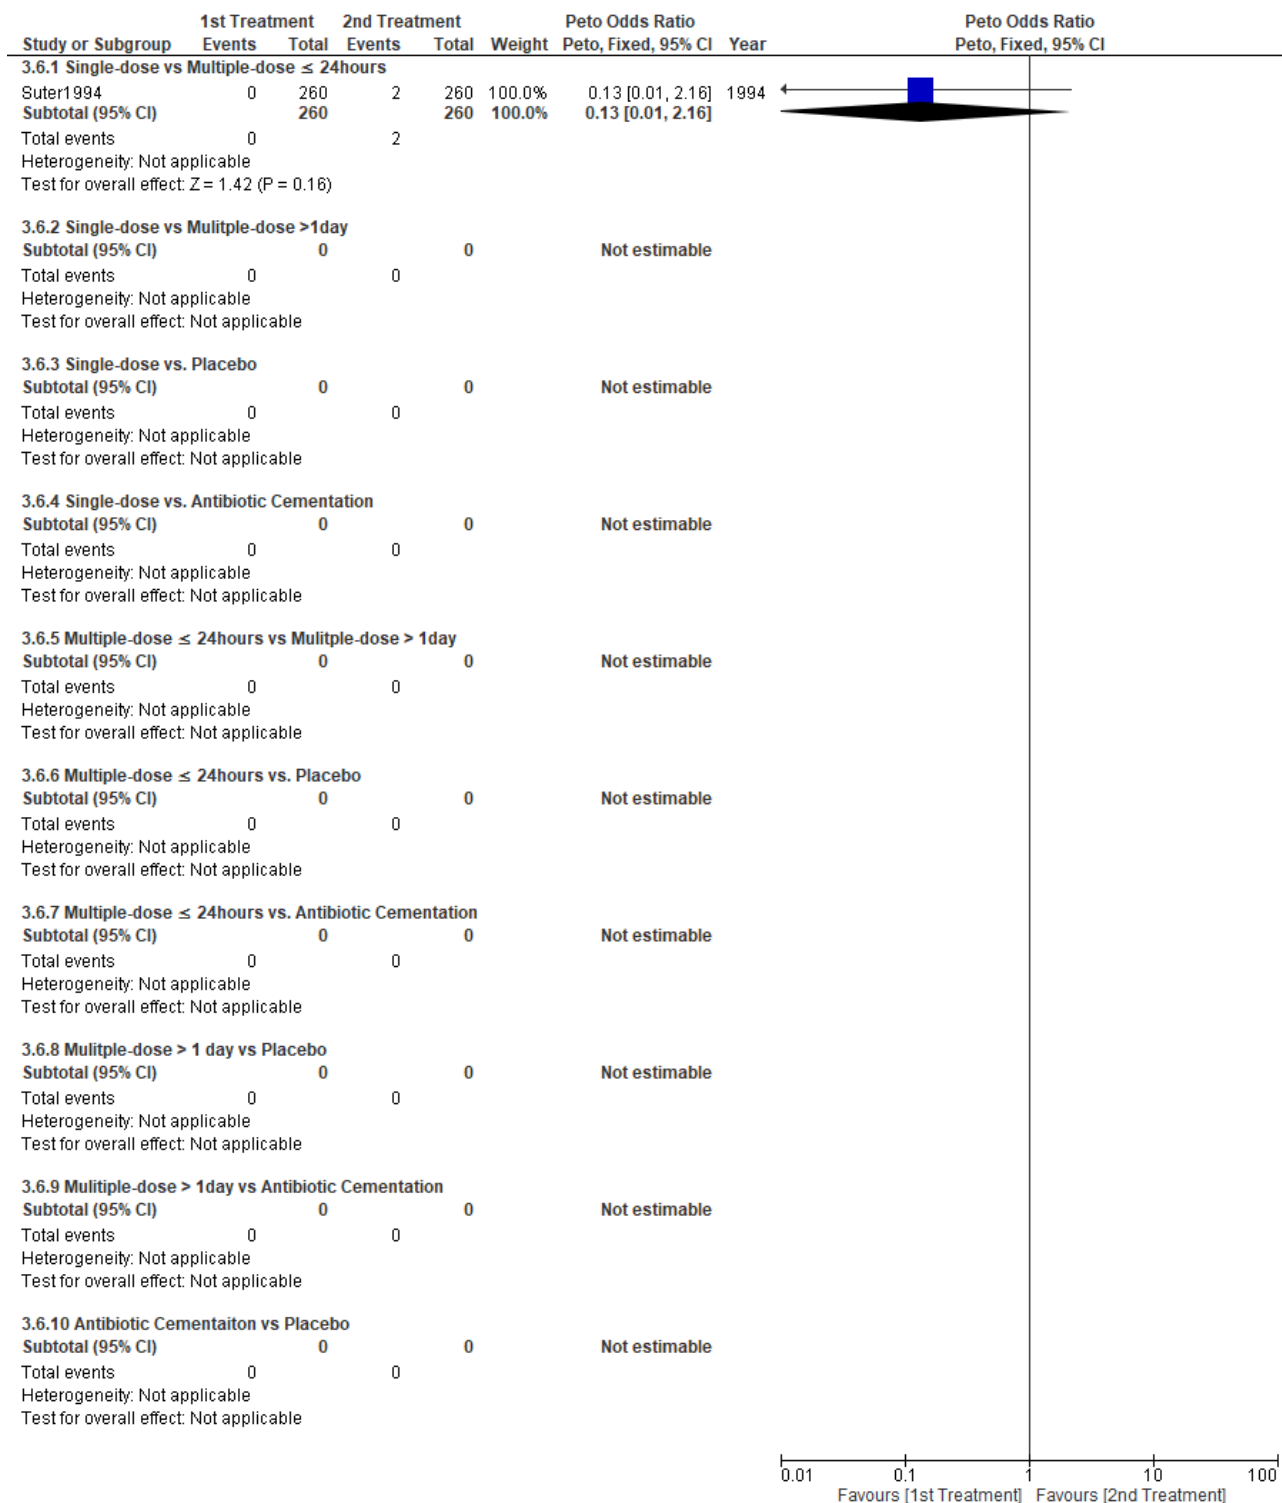 1st Treatment 2nd Treatment Peto Odds Ratio Peto Odds Ratio
Study or Subgroup Events Total Events Total Weight Peto, Fixed, 95% CI Year Peto, Fixed, 95% CI
3.6.1 Single-dose vs Multiple-dose ≤ 24hours
Suter1994 0 260 2 260 100.0% 0.13 [0.01, 2.16] 1994
Subtotal (95% CI) 260 260 100.0% 0.13 [0.01, 2.16]
Total events 0 2
Heterogeneity: Not applicable
Test for overall effect: Z = 1.42 (P = 0.16)
3.6.2 Single-dose vs Mulitple-dose >1day
Subtotal (95% CI) 0 0 Not estimable
Total events 0 0
Heterogeneity: Not applicable
Test for overall effect: Not applicable
3.6.3 Single-dose vs. Placebo
Subtotal (95% CI) 0 0 Not estimable
Total events 0 0
Heterogeneity: Not applicable
Test for overall effect: Not applicable
3.6.4 Single-dose vs. Antibiotic Cementation
Subtotal (95% CI) 0 0 Not estimable
Total events 0 0
Heterogeneity: Not applicable
Test for overall effect: Not applicable
3.6.5 Multiple-dose ≤ 24hours vs Mulitple-dose > 1day
Subtotal (95% CI) 0 0 Not estimable
Total events 0 0
Heterogeneity: Not applicable
Test for overall effect: Not applicable
3.6.6 Multiple-dose ≤ 24hours vs. Placebo
Subtotal (95% CI) 0 0 Not estimable
Total events 0 0
Heterogeneity: Not applicable
Test for overall effect: Not applicable
3.6.7 Multiple-dose ≤ 24hours vs. Antibiotic Cementation
Subtotal (95% CI) 0 0 Not estimable
Total events 0 0
Heterogeneity: Not applicable
Test for overall effect: Not applicable
3.6.8 Mulitple-dose > 1 day vs Placebo
Subtotal (95% CI) 0 0 Not estimable
Total events 0 0
Heterogeneity: Not applicable
Test for overall effect: Not applicable
3.6.9 Mulitiple-dose > 1day vs Antibiotic Cementation
Subtotal (95% CI) 0 0 Not estimable
Total events 0 0
Heterogeneity: Not applicable
Test for overall effect: Not applicable
3.6.10 Antibiotic Cementaiton vs Placebo
Subtotal (95% CI) 0 0 Not estimable
Total events 0 0
Heterogeneity: Not applicable
Test for overall effect: Not applicable
0.01 0.1 1 10 100
Favours [1st Treatment] Favours [2nd Treatment]